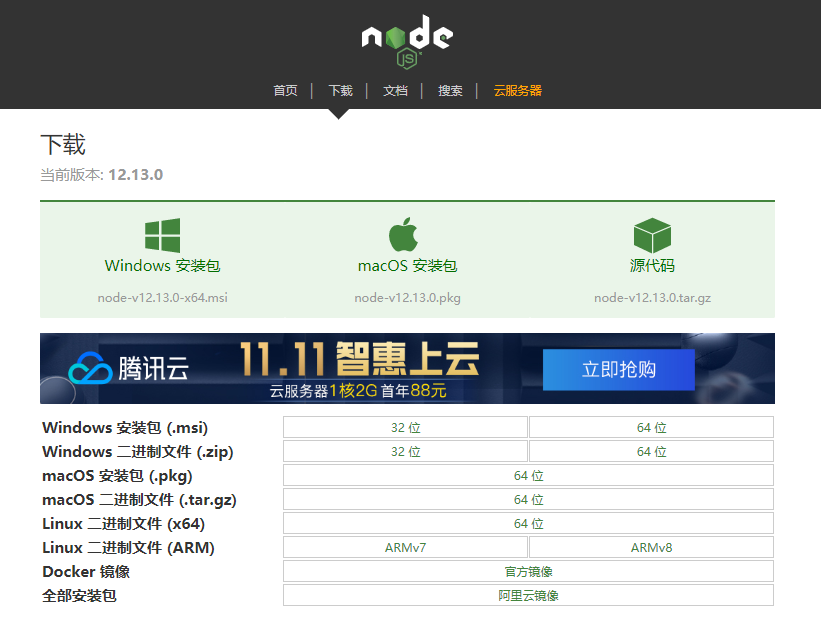 node
JS
首页 | 下载 | 文档 | 搜索 | 云服务器
下载
当前版本: 12.13.0
Windows 安装包 macOS 安装包 源代码
node-v12.13.0-x64.msi node-v12.13.0.pkg node-v12.13.0.tar.gz
腾讯云 11.11 智惠上云 立即抢购
云服务器1核2G 首年88元
Windows 安装包 (.msi) 32 位 64 位
Windows 二进制文件 (.zip) 32 位 64 位
macOS 安装包 (.pkg) 64 位
macOS 二进制文件 (.tar.gz) 64 位
Linux 二进制文件 (x64) 64 位
Linux 二进制文件 (ARM) ARMv7 ARMv8
Docker 镜像 官方镜像
全部安装包 阿里云镜像